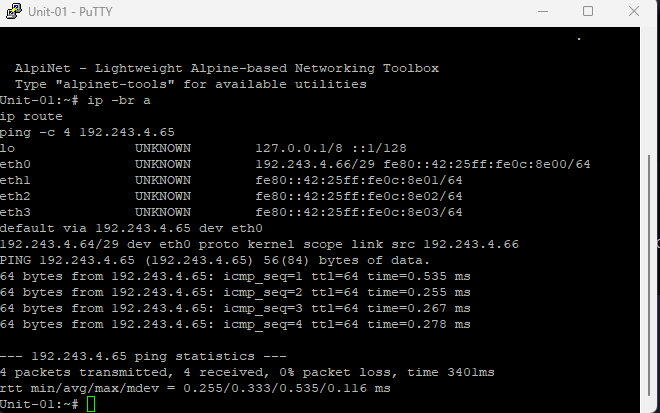 Unit-01 - PuTTY
.
AlpiNet - Lightweight Alpine-based Networking Toolbox
Type "alpinet-tools" for available utilities
Unit-01:~# ip -br a
ip route
ping -c 4 192.243.4.65
lo UNKNOWN 127.0.0.1/8 ::1/128
eth0 UNKNOWN 192.243.4.66/29 fe80::42:25ff:fe0c:8e00/64
eth1 UNKNOWN fe80::42:25ff:fe0c:8e01/64
eth2 UNKNOWN fe80::42:25ff:fe0c:8e02/64
eth3 UNKNOWN fe80::42:25ff:fe0c:8e03/64
default via 192.243.4.65 dev eth0
192.243.4.64/29 dev eth0 proto kernel scope link src 192.243.4.66
PING 192.243.4.65 (192.243.4.65) 56(84) bytes of data.
64 bytes from 192.243.4.65: icmp_seq=1 ttl=64 time=0.535 ms
64 bytes from 192.243.4.65: icmp_seq=2 ttl=64 time=0.255 ms
64 bytes from 192.243.4.65: icmp_seq=3 ttl=64 time=0.267 ms
64 bytes from 192.243.4.65: icmp_seq=4 ttl=64 time=0.278 ms
--- 192.243.4.65 ping statistics ---
4 packets transmitted, 4 received, 0% packet loss, time 3401ms
rtt min/avg/max/mdev = 0.255/0.333/0.535/0.116 ms
Unit-01:~#